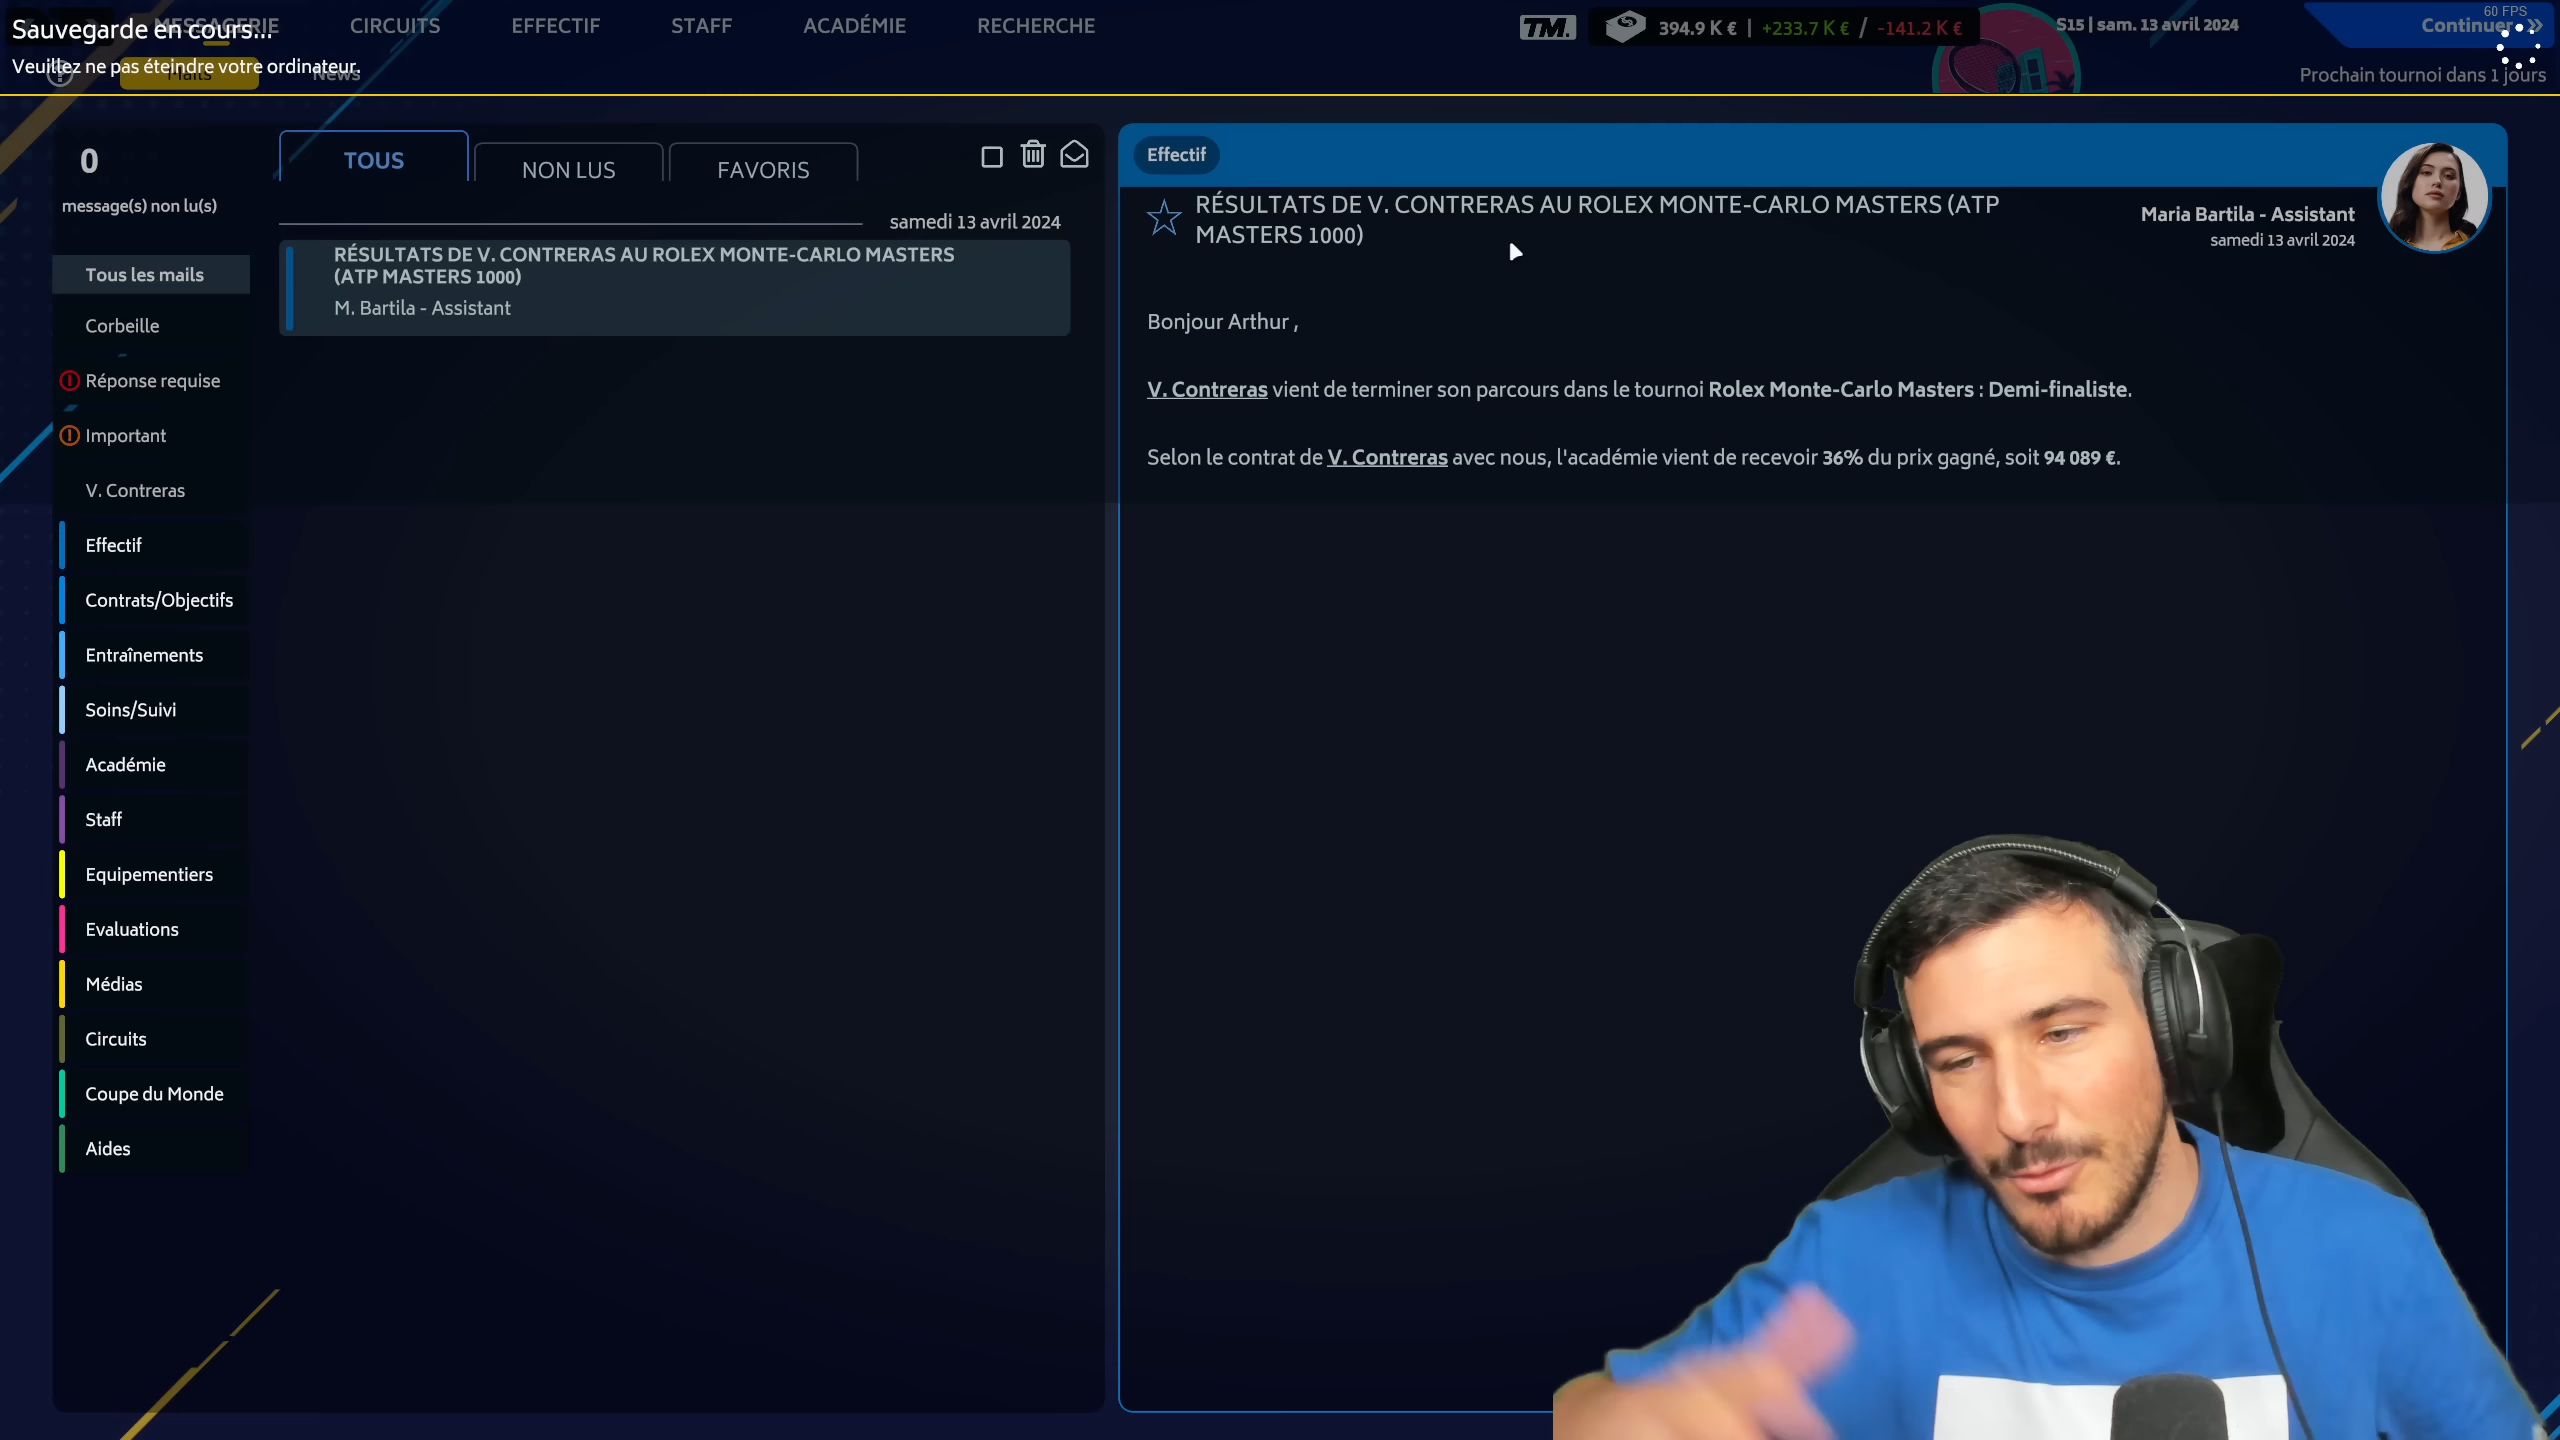 Sauvegarde en cours...
Veuillez ne pas éteindre votre ordinateur.
MESSAGERIE
CIRCUITS
EFFECTIF
STAFF
ACADÉMIE
RECHERCHE
Mails
News
TM.
394.9 K € | +233.7 K € / -141.2 K €
S15 | sam. 13 avril 2024
60 FPS
Continuer
Prochain tournoi dans 1 jours
0
message(s) non lu(s)
Tous les mails
Corbeille
Réponse requise
Important
V. Contreras
Effectif
Contrats/Objectifs
Entraînements
Soins/Suivi
Académie
Staff
Equipementiers
Evaluations
Médias
Circuits
Coupe du Monde
Aides
TOUS
NON LUS
FAVORIS
samedi 13 avril 2024
RÉSULTATS DE V. CONTRERAS AU ROLEX MONTE-CARLO MASTERS
(ATP MASTERS 1000)
M. Bartila - Assistant
Effectif
RÉSULTATS DE V. CONTRERAS AU ROLEX MONTE-CARLO MASTERS (ATP
MASTERS 1000)
Maria Bartila - Assistant
samedi 13 avril 2024
Bonjour Arthur ,
V. Contreras vient de terminer son parcours dans le tournoi Rolex Monte-Carlo Masters : Demi-finaliste.
Selon le contrat de V. Contreras avec nous, l'académie vient de recevoir 36% du prix gagné, soit 94 089 €.